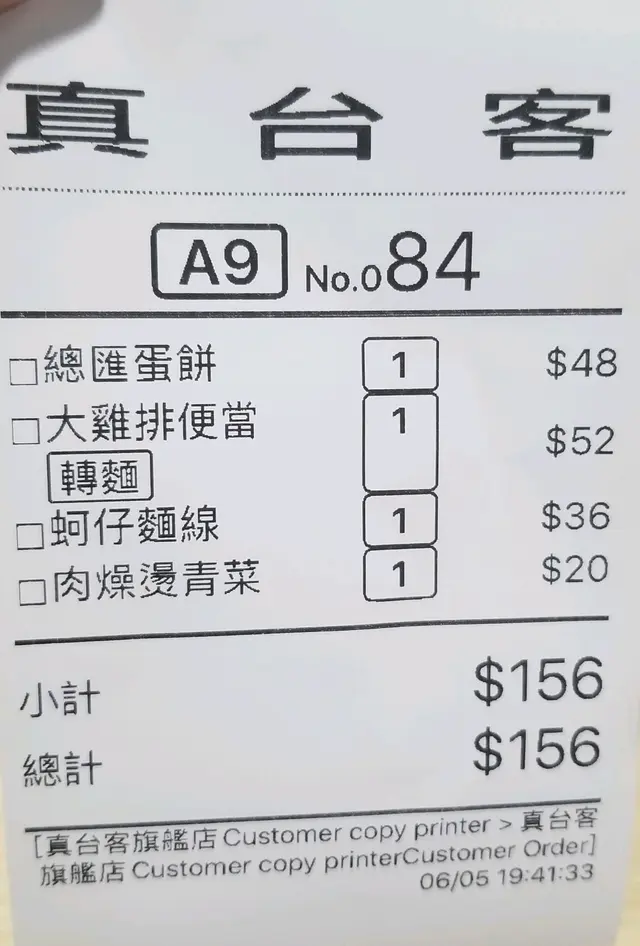 真台客
A9 No.084
□總匯蛋餅 1 $48
□大雞排便當 1 $52
轉麵
□蚵仔麵線 1 $36
□肉燥燙青菜 1 $20
小計 $156
總計 $156
[真台客旗艦店 Customer copy printer > 真台客
旗艦店 Customer copy printerCustomer Order]
06/05 19:41:33